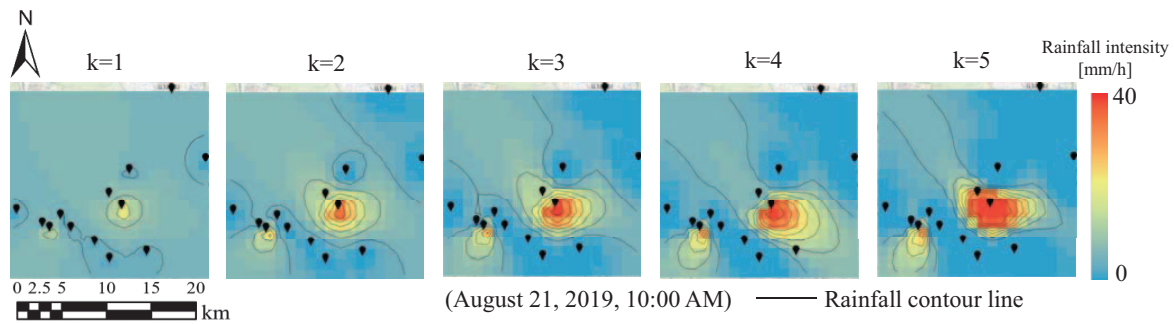 N
k=1
k=2
k=3
k=4
k=5
Rainfall intensity
[mm/h]
40
0
0 2.5 5 10 15 20
km
(August 21, 2019, 10:00 AM)
Rainfall contour line